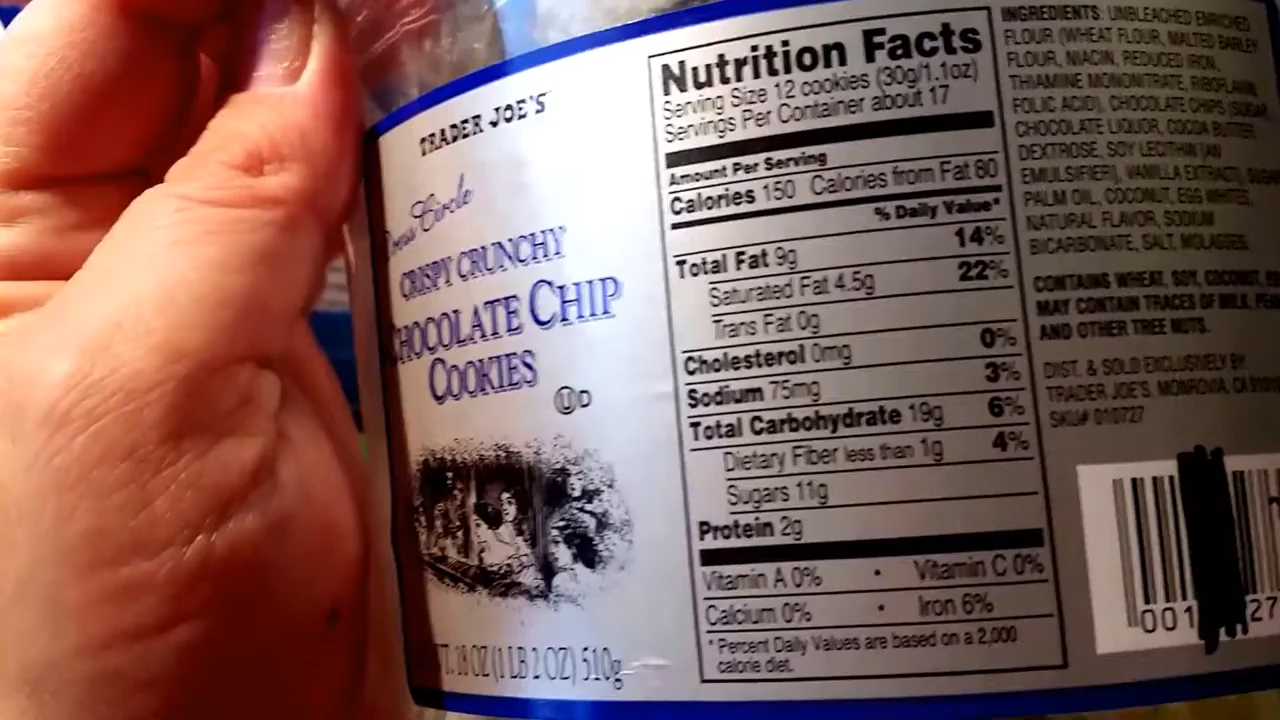 TRADER JOE'S
Circle
CRISPY CRUNCHY
CHOCOLATE CHIP
COOKIES
U D
T. 18 OZ (1 LB 2 OZ) 510g
Nutrition Facts
Serving Size 12 cookies (30g/1.1oz)
Servings Per Container about 17
Amount Per Serving
Calories 150 Calories from Fat 80
% Daily Value*
Total Fat 9g 14%
Saturated Fat 4.5g 22%
Trans Fat 0g
Cholesterol 0mg 0%
Sodium 75mg 3%
Total Carbohydrate 19g 6%
Dietary Fiber less than 1g 4%
Sugars 11g
Protein 2g
Vitamin A 0% • Vitamin C 0%
Calcium 0% • Iron 6%
* Percent Daily Values are based on a 2,000
calorie diet.
INGREDIENTS: UNBLEACHED ENRICHED
FLOUR (WHEAT FLOUR, MALTED BARLEY
FLOUR, NIACIN, REDUCED IRON,
THIAMINE MONONITRATE, RIBOFLAVIN,
FOLIC ACID), CHOCOLATE CHIPS (SUGAR,
CHOCOLATE LIQUOR, COCOA BUTTER,
DEXTROSE, SOY LECITHIN (AN
EMULSIFIER), VANILLA EXTRACT), SUGAR,
PALM OIL, COCONUT, EGG WHITES,
NATURAL FLAVOR, SODIUM
BICARBONATE, SALT, MOLASSES.
CONTAINS WHEAT, SOY, COCONUT,
MAY CONTAIN TRACES OF MILK,
AND OTHER TREE NUTS.
DIST. & SOLD EXCLUSIVELY BY
TRADER JOE'S, MONROVIA, CA
SKU# 010727
001 27